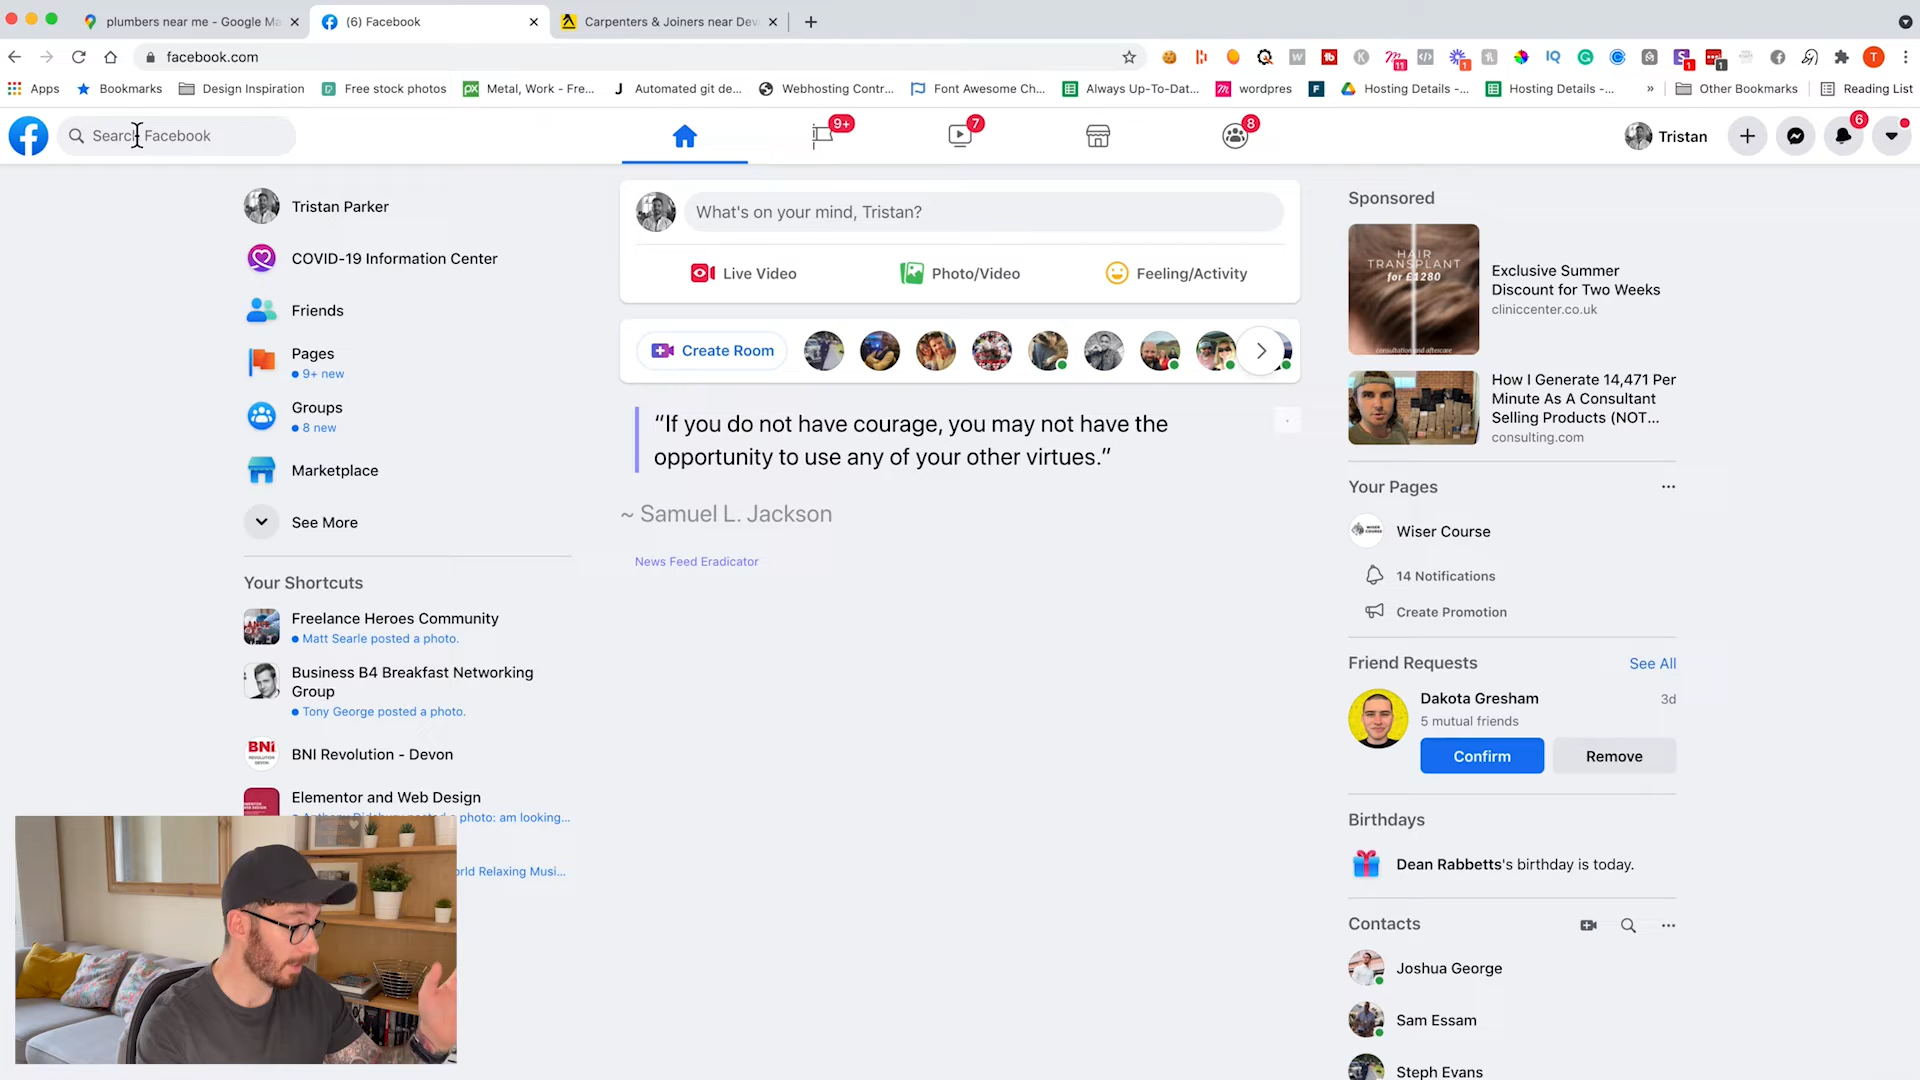 plumbers near me - Google Ma
(6) Facebook
Carpenters & Joiners near Dev
facebook.com
Apps
Bookmarks
Design Inspiration
Free stock photos
Metal, Work - Fre...
Automated git de...
Webhosting Contr...
Font Awesome Ch...
Always Up-To-Dat...
wordpres
Hosting Details -...
Hosting Details -...
Other Bookmarks
Reading List
Search Facebook
9+
7
8
Tristan
6
Tristan Parker
COVID-19 Information Center
Friends
Pages
9+ new
Groups
8 new
Marketplace
See More
Your Shortcuts
Freelance Heroes Community
Matt Searle posted a photo.
Business B4 Breakfast Networking
Group
Tony George posted a photo.
BNI Revolution - Devon
Elementor and Web Design
photo: am looking...
orld Relaxing Musi...
What's on your mind, Tristan?
Live Video
Photo/Video
Feeling/Activity
Create Room
“If you do not have courage, you may not have the
opportunity to use any of your other virtues.”
~ Samuel L. Jackson
News Feed Eradicator
Sponsored
HAIR
TRANSPLANT
for £1280
consultation and aftercare
Exclusive Summer
Discount for Two Weeks
cliniccenter.co.uk
How I Generate 14,471 Per
Minute As A Consultant
Selling Products (NOT...
consulting.com
Your Pages
Wiser Course
14 Notifications
Create Promotion
Friend Requests
See All
Dakota Gresham
3d
5 mutual friends
Confirm
Remove
Birthdays
Dean Rabbetts's birthday is today.
Contacts
Joshua George
Sam Essam
Steph Evans